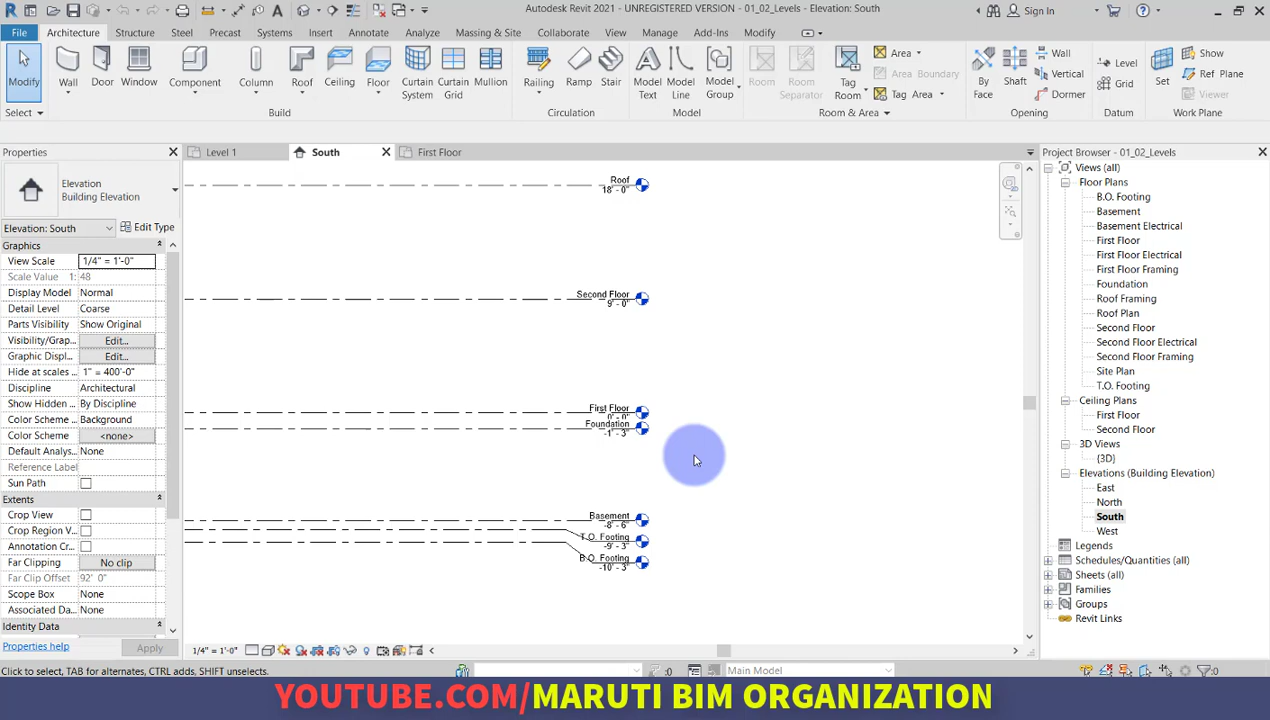 Autodesk Revit 2021 - UNREGISTERED VERSION - 01_02_Levels - Elevation: South
Sign In
File Architecture Structure Steel Precast Systems Insert Annotate Analyze Massing & Site Collaborate View Manage Add-Ins Modify
Modify Wall Door Window Component Column Roof Ceiling Floor Curtain System Curtain Grid Mullion Railing Ramp Stair Model Text Model Line Model Group Room Room Separator Tag Room
Area
Area Boundary
Tag Area
By Face Shaft
Wall
Vertical
Dormer
Level
Grid
Set
Show
Ref Plane
Viewer
Select Build Circulation Model Room & Area Opening Datum Work Plane
Properties
Level 1 South First Floor
Project Browser - 01_02_Levels
Elevation
Building Elevation
Elevation: South Edit Type
Graphics
View Scale 1/4" = 1'-0"
Scale Value 1: 48
Display Model Normal
Detail Level Coarse
Parts Visibility Show Original
Visibility/Grap... Edit...
Graphic Displ... Edit...
Hide at scales ... 1" = 400'-0"
Discipline Architectural
Show Hidden ... By Discipline
Color Scheme ... Background
Color Scheme <none>
Default Analys... None
Reference Label
Sun Path
Extents
Crop View
Crop Region V...
Annotation Cr...
Far Clipping No clip
Far Clip Offset 92' 0"
Scope Box None
Associated Da... None
Identity Data
Properties help Apply
Roof
18' - 0"
Second Floor
9' - 0"
First Floor
0' - 0"
Foundation
-1' - 3"
Basement
-8' - 6"
T.O. Footing
-9' - 3"
B.O. Footing
-10' - 3"
Views (all)
Floor Plans
B.O. Footing
Basement
Basement Electrical
First Floor
First Floor Electrical
First Floor Framing
Foundation
Roof Framing
Roof Plan
Second Floor
Second Floor Electrical
Second Floor Framing
Site Plan
T.O. Footing
Ceiling Plans
First Floor
Second Floor
3D Views
{3D}
Elevations (Building Elevation)
East
North
South
West
Legends
Schedules/Quantities (all)
Sheets (all)
Families
Groups
Revit Links
1/4" = 1'-0"
Click to select, TAB for alternates, CTRL adds, SHIFT unselects.
:0
Main Model
:0
YOUTUBE.COM/MARUTI BIM ORGANIZATION